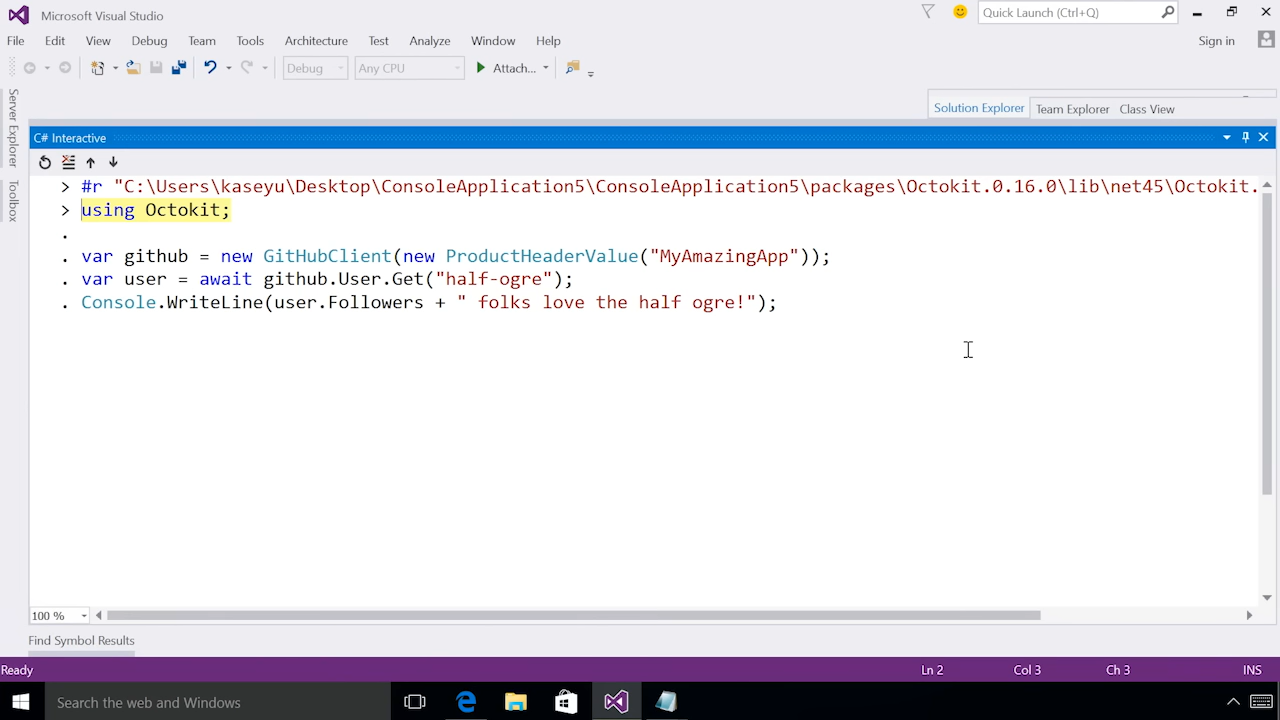 Microsoft Visual Studio
Quick Launch (Ctrl+Q)
File Edit View Debug Team Tools Architecture Test Analyze Window Help
Sign in
Debug Any CPU Attach...
Server Explorer
Toolbox
Solution Explorer Team Explorer Class View
C# Interactive
> #r "C:\Users\kaseyu\Desktop\ConsoleApplication5\ConsoleApplication5\packages\Octokit.0.16.0\lib\net45\Octokit.
> using Octokit;
.
. var github = new GitHubClient(new ProductHeaderValue("MyAmazingApp"));
. var user = await github.User.Get("half-ogre");
. Console.WriteLine(user.Followers + " folks love the half ogre!");
100 %
Find Symbol Results
Ready Ln 2 Col 3 Ch 3 INS
Search the web and Windows